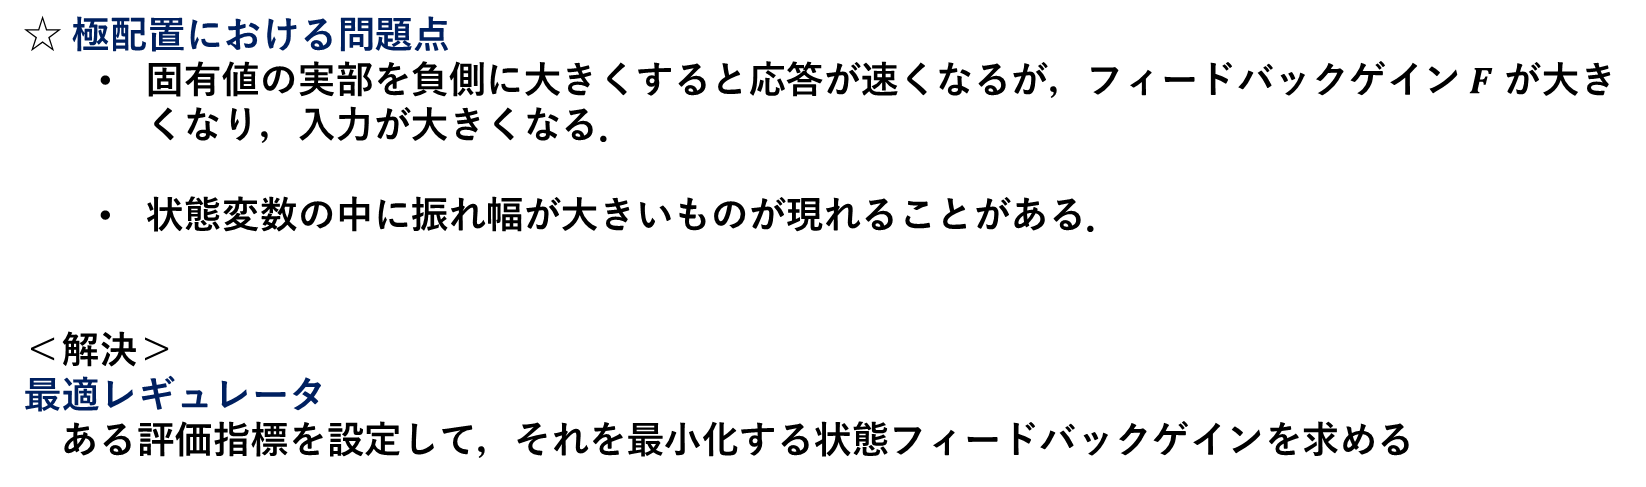 ☆ 極配置における問題点
• 固有値の実部を負側に大きくすると応答が速くなるが，フィードバックゲイン F が大き
くなり，入力が大きくなる．
• 状態変数の中に振れ幅が大きいものが現れることがある．
＜解決＞
最適レギュレータ
ある評価指標を設定して，それを最小化する状態フィードバックゲインを求める